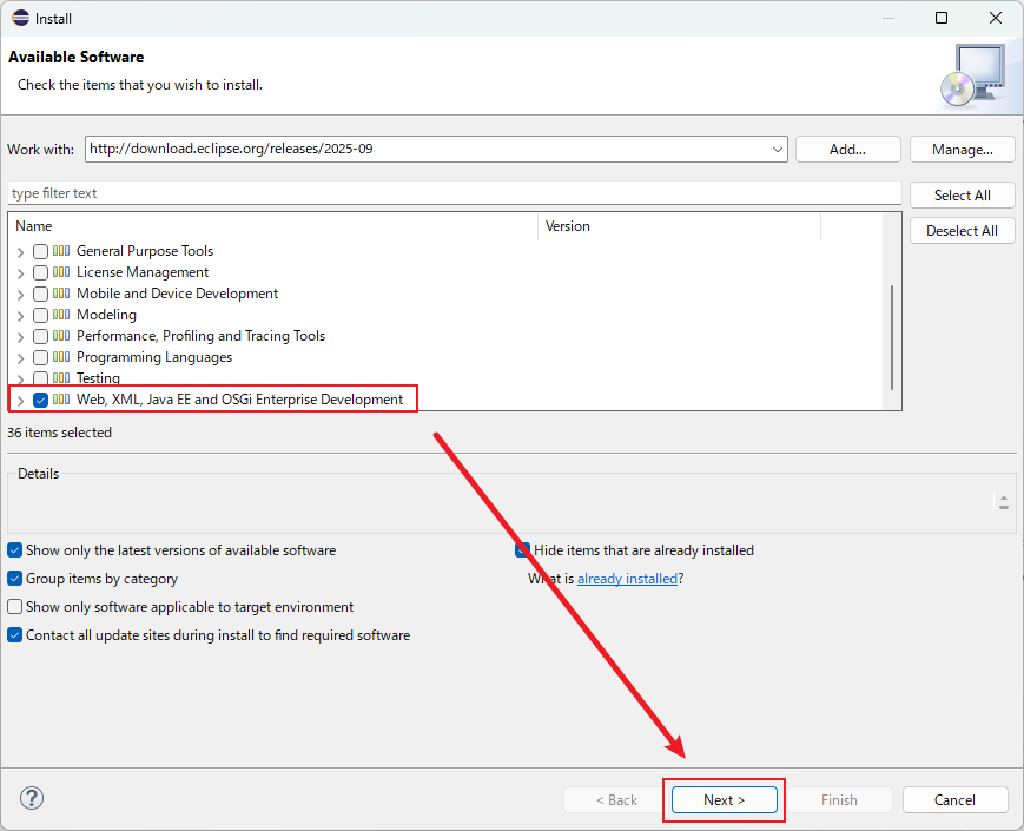 Install
Available Software
Check the items that you wish to install.
Work with: http://download.eclipse.org/releases/2025-09 Add... Manage...
type filter text Select All
Name Version Deselect All
General Purpose Tools
License Management
Mobile and Device Development
Modeling
Performance, Profiling and Tracing Tools
Programming Languages
Testing
Web, XML, Java EE and OSGi Enterprise Development
36 items selected
Details
Show only the latest versions of available software Hide items that are already installed
Group items by category What is already installed?
Show only software applicable to target environment
Contact all update sites during install to find required software
? < Back Next > Finish Cancel